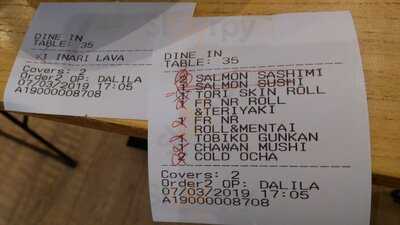 DINE IN
TABLE: 35
INARI LAVA
Covers: 2
Order2 OP: DALILA
07/03/2019 17:05
A19000008708
DINE IN
TABLE: 35
SALMON SASHIMI
SALMON SUSHI
TORI SKIN ROLL
FR NR ROLL
&TERIYAKI
FR NR
ROLL&MENTAI
TOBIKO GUNKAN
CHAWAN MUSHI
COLD OCHA
Covers: 2
Order2 OP: DALILA
07/03/2019 17:05
A19000008708